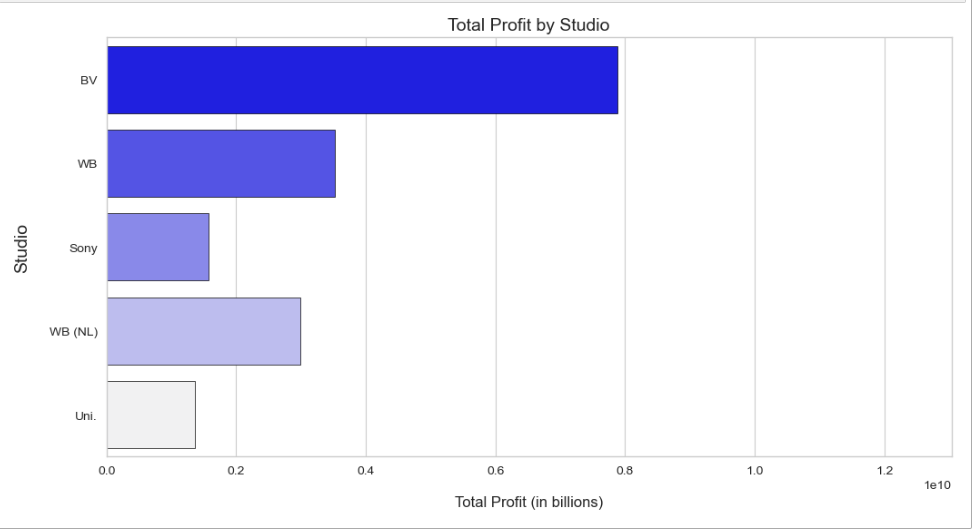 Total Profit by Studio
BV
WB
Sony
WB (NL)
Uni.
Studio
0.0 0.2 0.4 0.6 0.8 1.0 1.2
1e10
Total Profit (in billions)